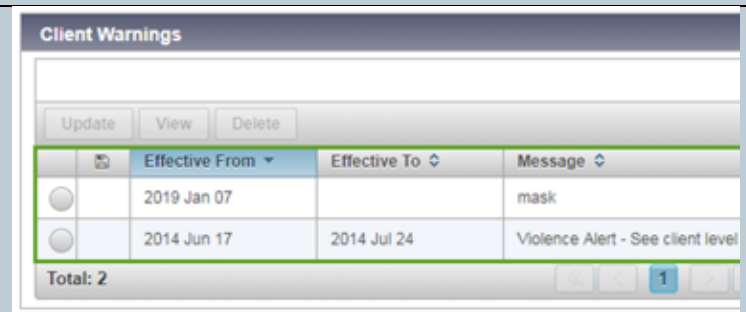 Client Warnings
Update View Delete
Effective From Effective To Message
2019 Jan 07 mask
2014 Jun 17 2014 Jul 24 Violence Alert - See client level
Total: 2 1